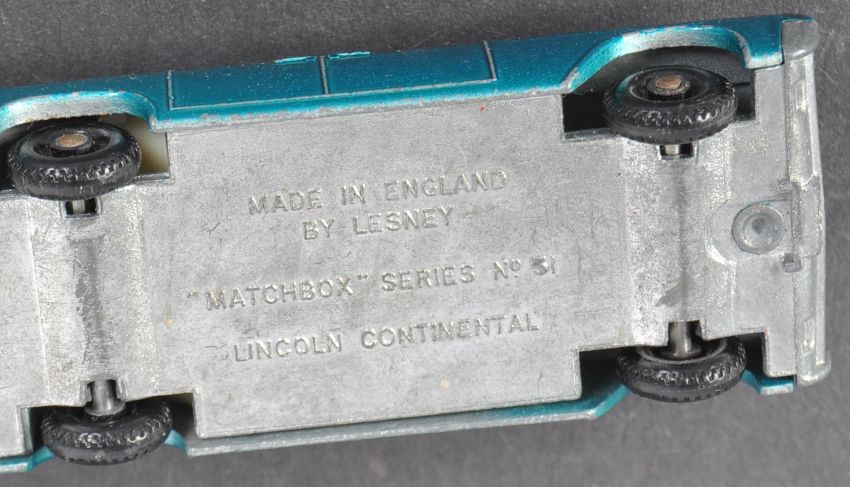 MADE IN ENGLAND
BY LESNEY
"MATCHBOX" SERIES Nº 31
LINCOLN CONTINENTAL